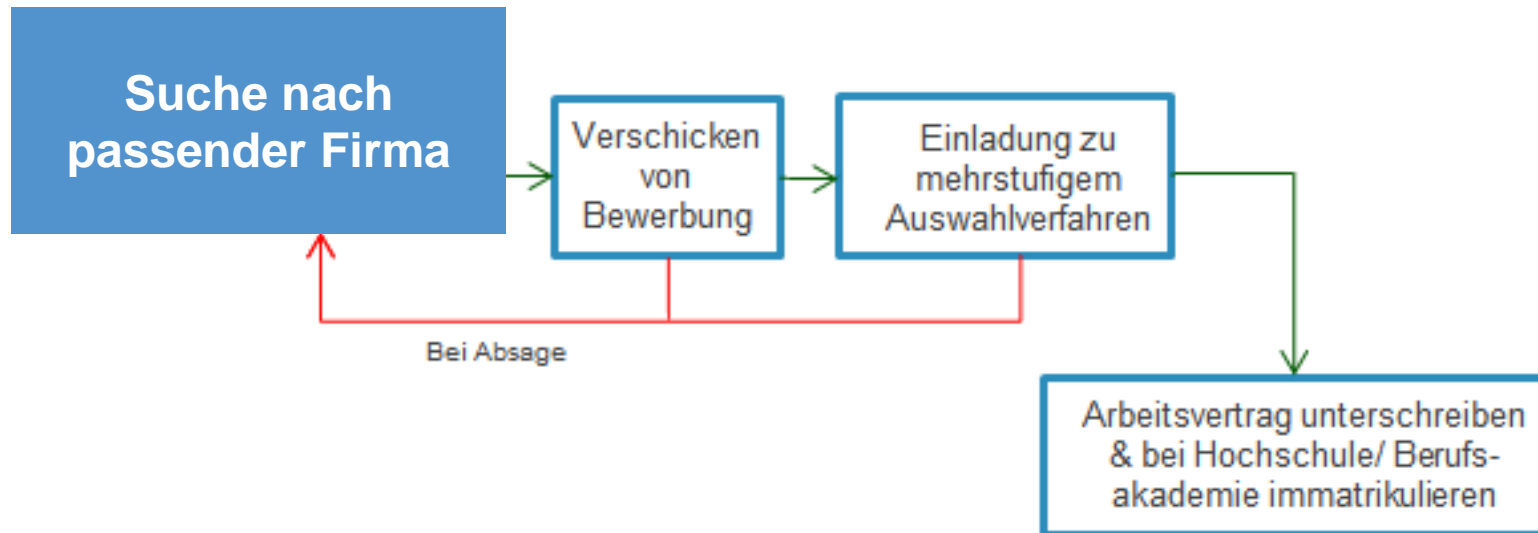 Suche nach
passender Firma
Verschicken
von
Bewerbung
Einladung zu
mehrstufigem
Auswahlverfahren
Bei Absage
Arbeitsvertrag unterschreiben
& bei Hochschule/ Berufs-
akademie immatrikulieren